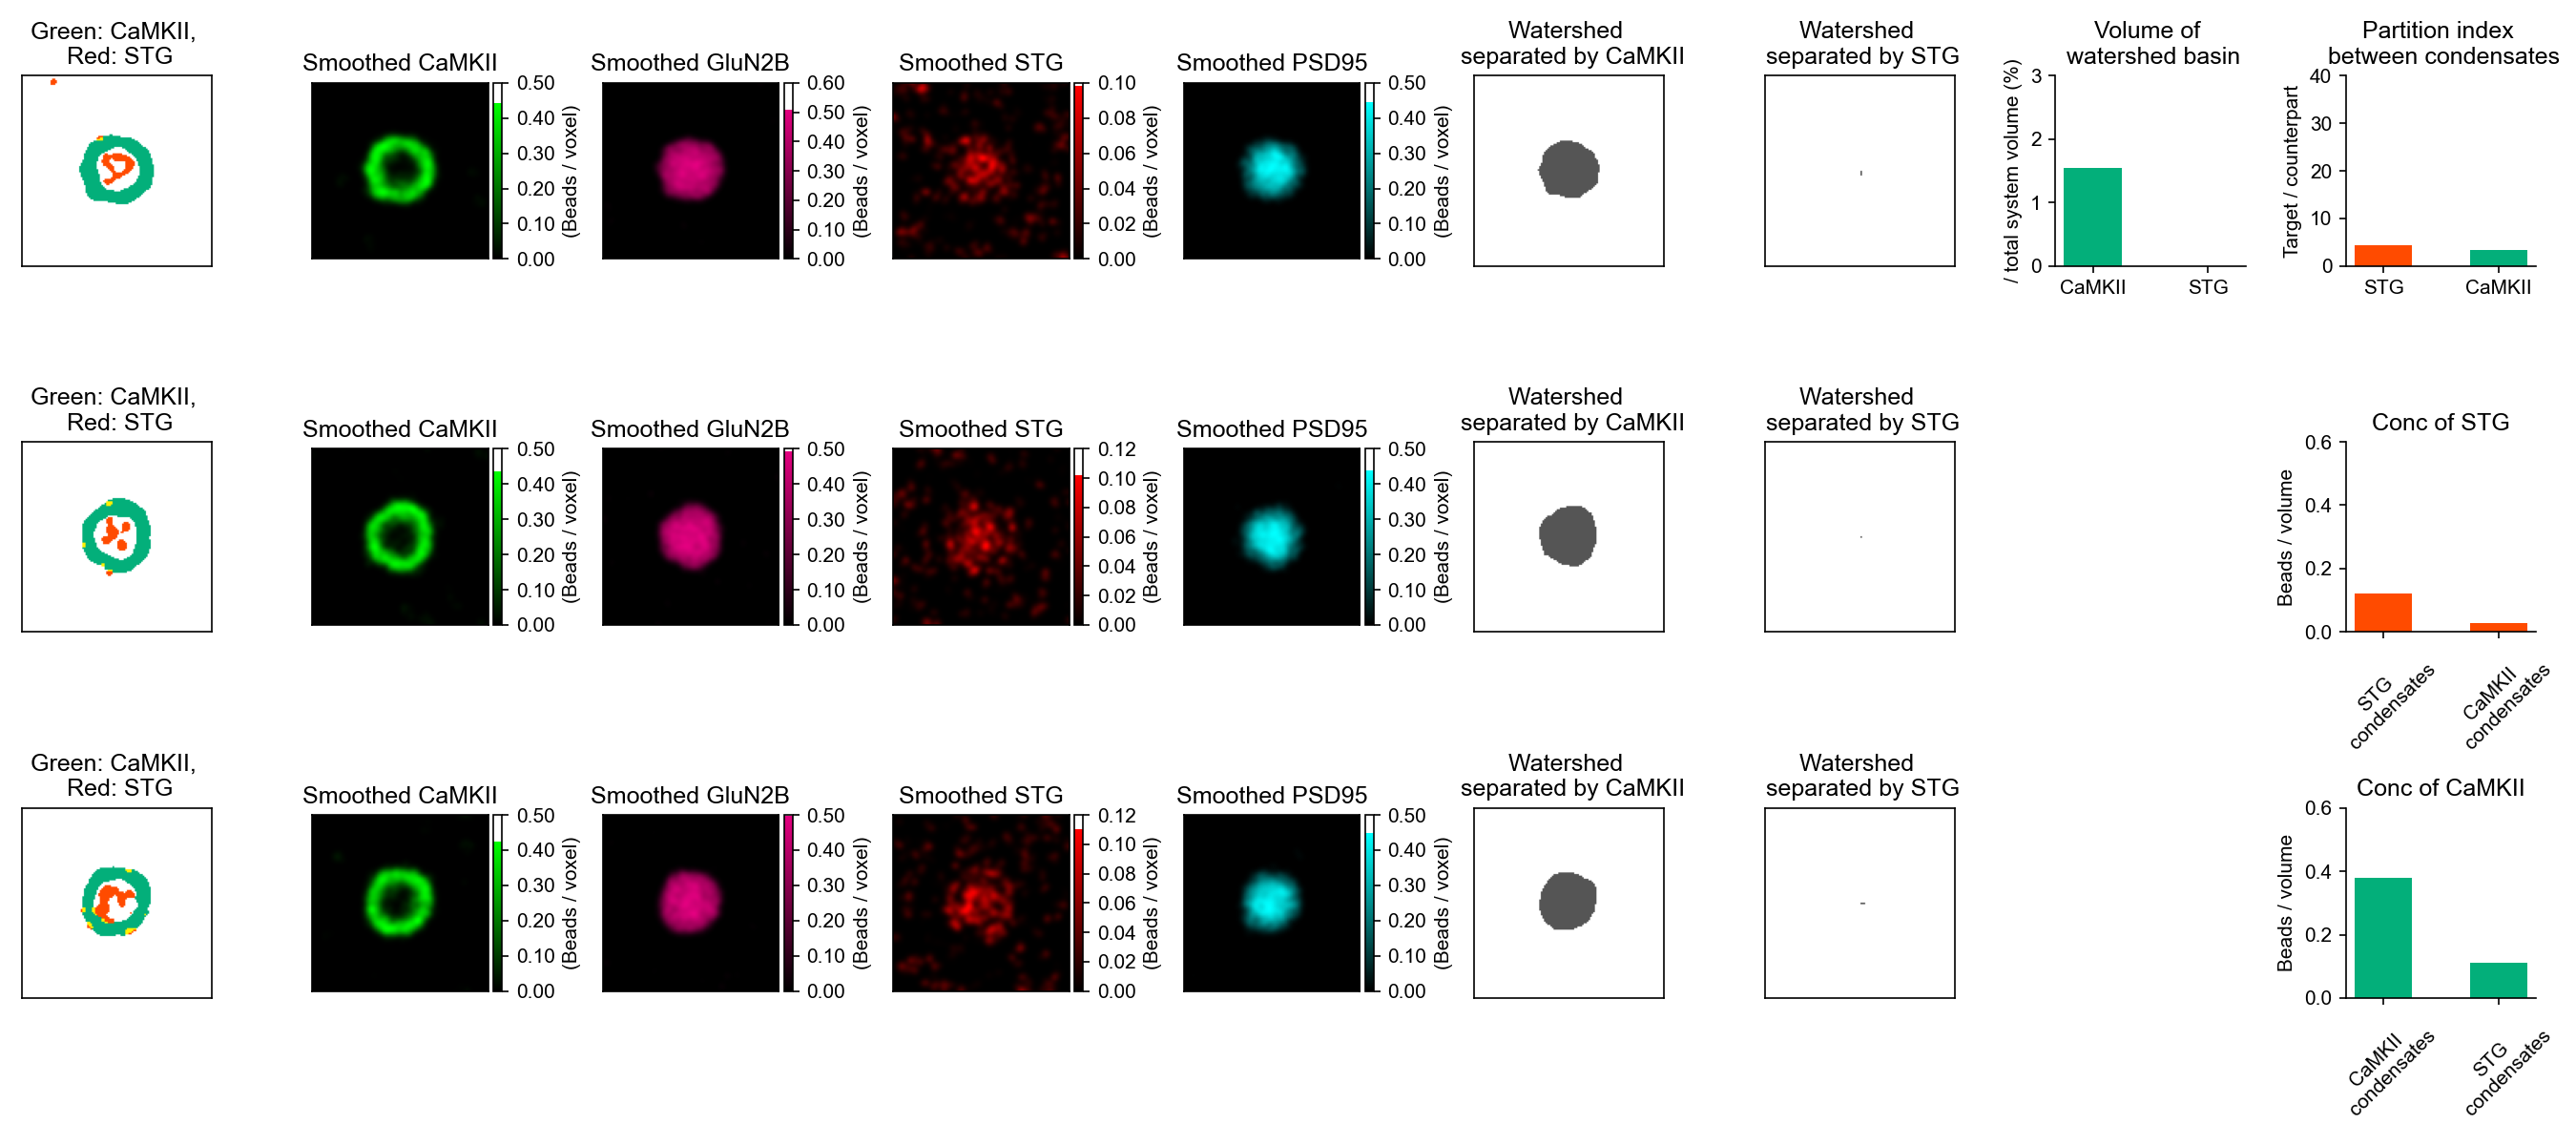 Green: CaMKII,
Red: STG
Smoothed CaMKII
0.50
0.40
0.30
0.20
0.10
0.00
(Beads / voxel)
Smoothed GluN2B
0.60
0.50
0.40
0.30
0.20
0.10
0.00
(Beads / voxel)
Smoothed STG
0.10
0.08
0.06
0.04
0.02
0.00
(Beads / voxel)
Smoothed PSD95
0.50
0.40
0.30
0.20
0.10
0.00
(Beads / voxel)
Watershed
separated by CaMKII
Watershed
separated by STG
Volume of
watershed basin
/ total system volume (%)
3
2
1
0
CaMKII
STG
Partition index
between condensates
Target / counterpart
40
30
20
10
0
STG
CaMKII
Green: CaMKII,
Red: STG
Smoothed CaMKII
0.50
0.40
0.30
0.20
0.10
0.00
(Beads / voxel)
Smoothed GluN2B
0.50
0.40
0.30
0.20
0.10
0.00
(Beads / voxel)
Smoothed STG
0.12
0.10
0.08
0.06
0.04
0.02
0.00
(Beads / voxel)
Smoothed PSD95
0.50
0.40
0.30
0.20
0.10
0.00
(Beads / voxel)
Watershed
separated by CaMKII
Watershed
separated by STG
Conc of STG
Beads / volume
0.6
0.4
0.2
0.0
STG
condensates
CaMKII
condensates
Green: CaMKII,
Red: STG
Smoothed CaMKII
0.50
0.40
0.30
0.20
0.10
0.00
(Beads / voxel)
Smoothed GluN2B
0.50
0.40
0.30
0.20
0.10
0.00
(Beads / voxel)
Smoothed STG
0.12
0.10
0.08
0.06
0.04
0.02
0.00
(Beads / voxel)
Smoothed PSD95
0.50
0.40
0.30
0.20
0.10
0.00
(Beads / voxel)
Watershed
separated by CaMKII
Watershed
separated by STG
Conc of CaMKII
Beads / volume
0.6
0.4
0.2
0.0
CaMKII
condensates
STG
condensates